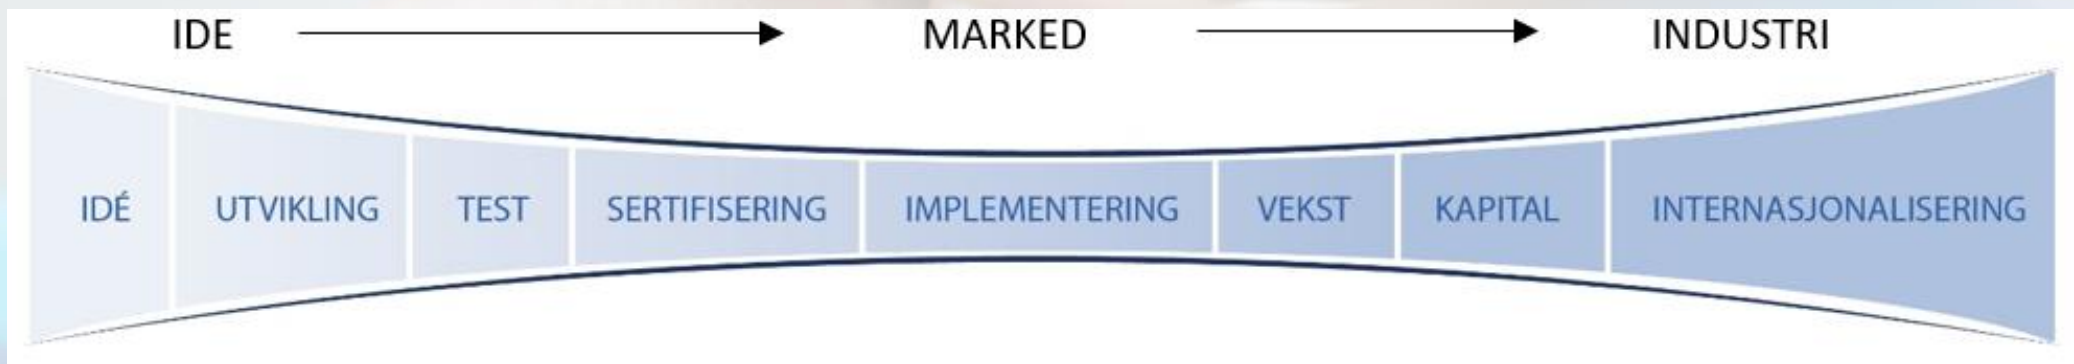 IDE MARKED INDUSTRI
IDÉ UTVIKLING TEST SERTIFISERING IMPLEMENTERING VEKST KAPITAL INTERNASJONALISERING